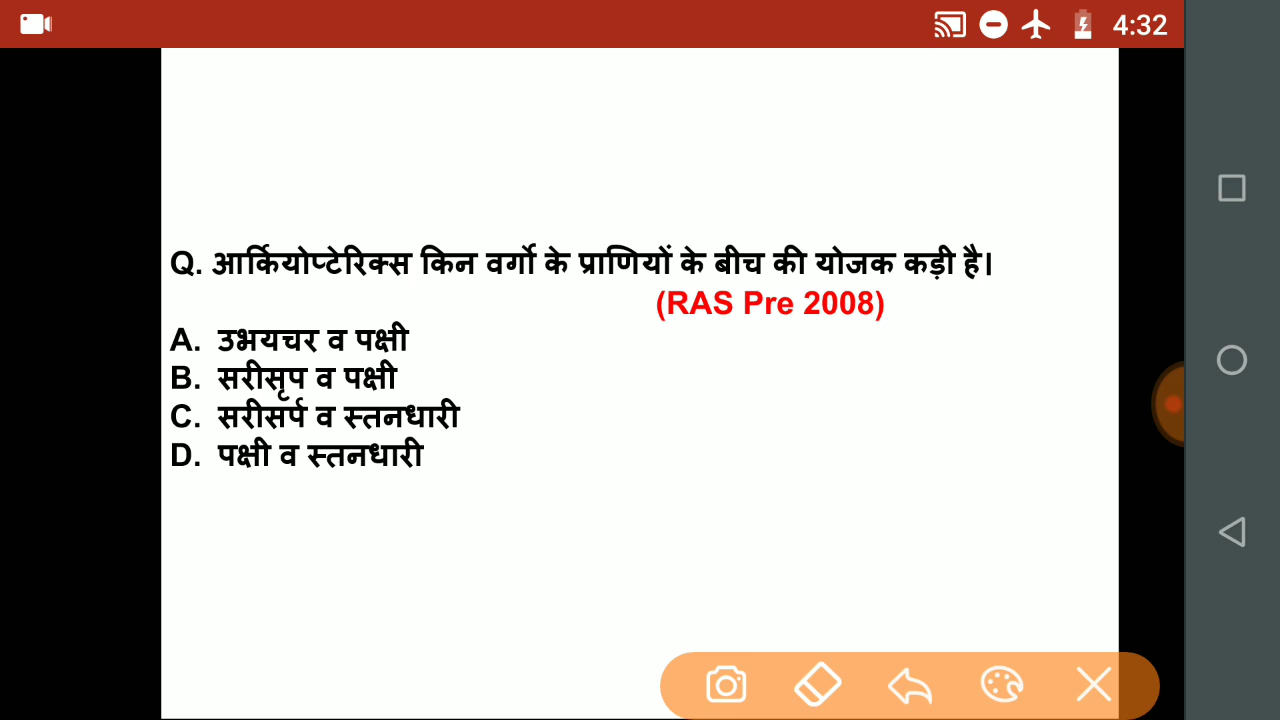 4:32
Q. आर्कियोप्टेरिक्स किन वर्गो के प्राणियों के बीच की योजक कड़ी है।
(RAS Pre 2008)
A. उभयचर व पक्षी
B. सरीसृप व पक्षी
C. सरीसर्प व स्तनधारी
D. पक्षी व स्तनधारी